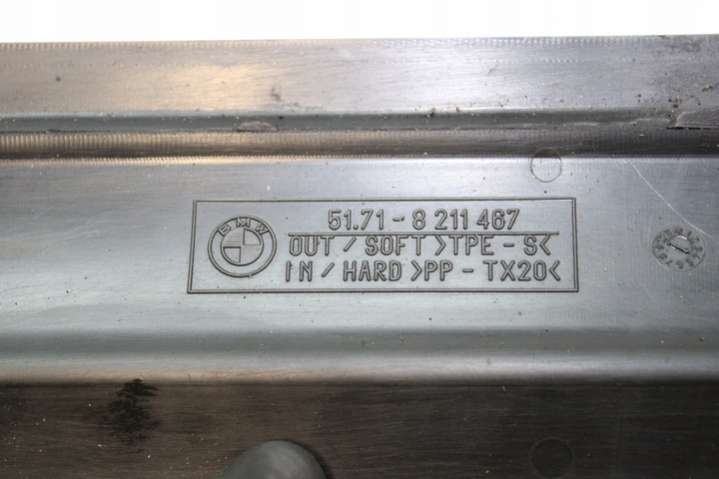 BMW
51.71-8 211 467
OUT/SOFT >TPE-S<
IN/HARD >PP-TX20<